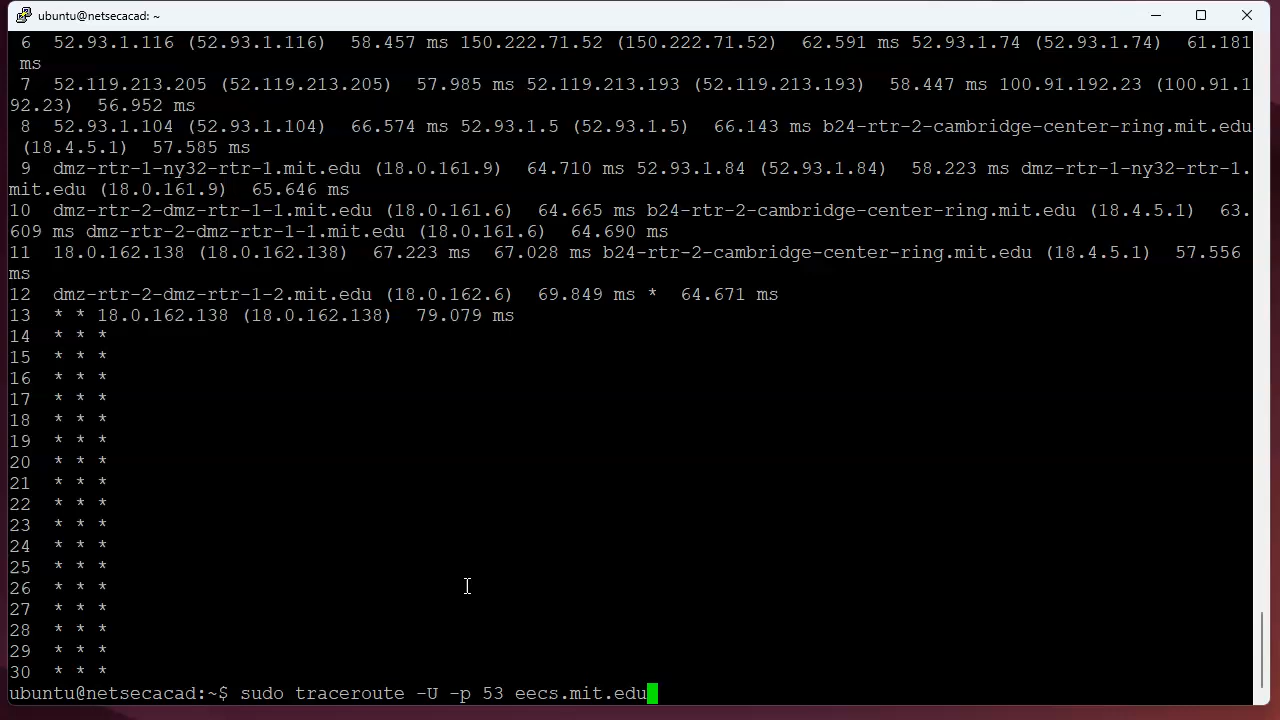 ubuntu@netsecacad: ~
6 52.93.1.116 (52.93.1.116) 58.457 ms 150.222.71.52 (150.222.71.52) 62.591 ms 52.93.1.74 (52.93.1.74) 61.181
ms
7 52.119.213.205 (52.119.213.205) 57.985 ms 52.119.213.193 (52.119.213.193) 58.447 ms 100.91.192.23 (100.91.1
92.23) 56.952 ms
8 52.93.1.104 (52.93.1.104) 66.574 ms 52.93.1.5 (52.93.1.5) 66.143 ms b24-rtr-2-cambridge-center-ring.mit.edu
(18.4.5.1) 57.585 ms
9 dmz-rtr-1-ny32-rtr-1.mit.edu (18.0.161.9) 64.710 ms 52.93.1.84 (52.93.1.84) 58.223 ms dmz-rtr-1-ny32-rtr-1.
mit.edu (18.0.161.9) 65.646 ms
10 dmz-rtr-2-dmz-rtr-1-1.mit.edu (18.0.161.6) 64.665 ms b24-rtr-2-cambridge-center-ring.mit.edu (18.4.5.1) 63.
609 ms dmz-rtr-2-dmz-rtr-1-1.mit.edu (18.0.161.6) 64.690 ms
11 18.0.162.138 (18.0.162.138) 67.223 ms 67.028 ms b24-rtr-2-cambridge-center-ring.mit.edu (18.4.5.1) 57.556
ms
12 dmz-rtr-2-dmz-rtr-1-2.mit.edu (18.0.162.6) 69.849 ms * 64.671 ms
13 * * 18.0.162.138 (18.0.162.138) 79.079 ms
14 * * *
15 * * *
16 * * *
17 * * *
18 * * *
19 * * *
20 * * *
21 * * *
22 * * *
23 * * *
24 * * *
25 * * *
26 * * *
27 * * *
28 * * *
29 * * *
30 * * *
ubuntu@netsecacad:~$ sudo traceroute -U -p 53 eecs.mit.edu